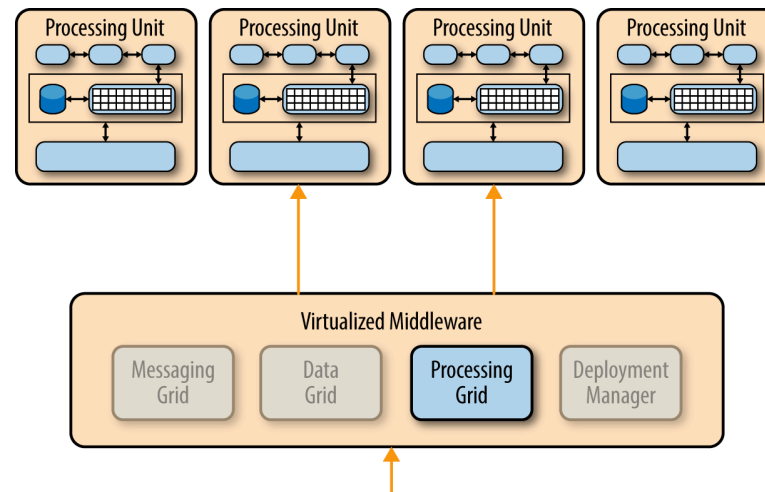 Processing Unit
Processing Unit
Processing Unit
Processing Unit
Virtualized Middleware
Messaging
Grid
Data
Grid
Processing
Grid
Deployment
Manager